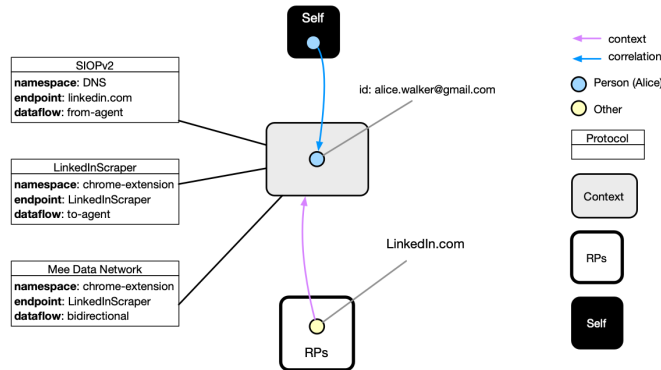 Self
SIOPv2
namespace: DNS
endpoint: linkedin.com
dataflow: from-agent
LinkedInScraper
namespace: chrome-extension
endpoint: LinkedInScraper
dataflow: to-agent
Mee Data Network
namespace: chrome-extension
endpoint: LinkedInScraper
dataflow: bidirectional
id: alice.walker@gmail.com
LinkedIn.com
RPs
context
correlation
Person (Alice)
Other
Protocol
Context
RPs
Self